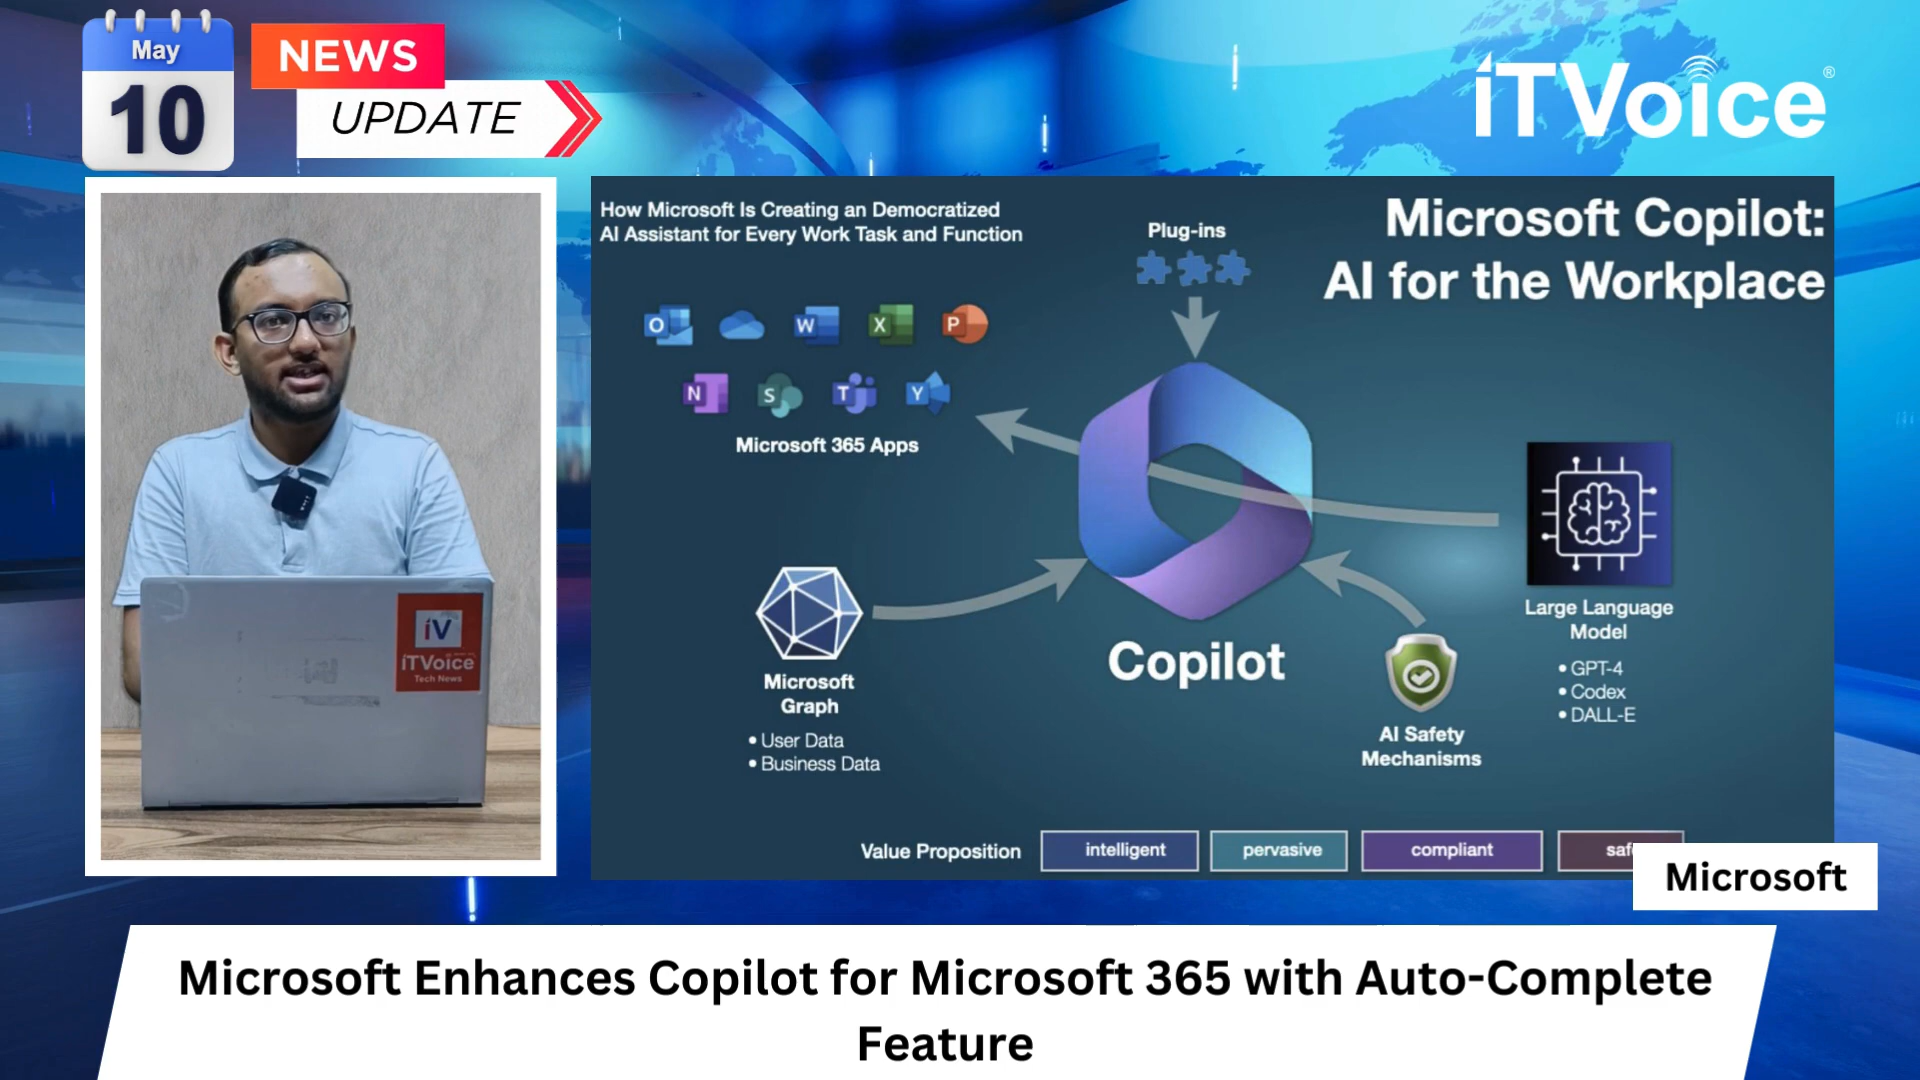 May
10
NEWS
UPDATE
iTVoice®
How Microsoft Is Creating an Democratized
AI Assistant for Every Work Task and Function
Plug-ins
Microsoft Copilot:
AI for the Workplace
O
W
X
P
N
S
T
Y
Microsoft 365 Apps
Large Language
Model
• GPT-4
• Codex
• DALL-E
Copilot
Microsoft
Graph
• User Data
• Business Data
AI Safety
Mechanisms
iV
iTVoice
Tech News
Value Proposition
intelligent
pervasive
compliant
Microsoft
Microsoft Enhances Copilot for Microsoft 365 with Auto-Complete
Feature